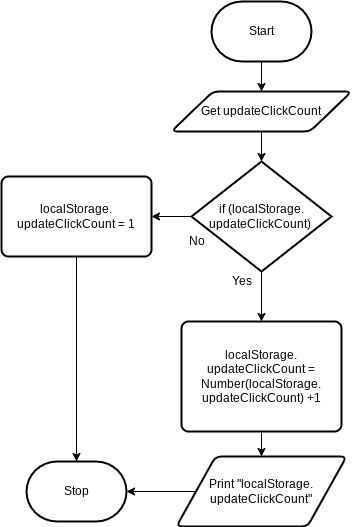 Start
Get updateClickCount
if (localStorage.
updateClickCount)
No
localStorage.
updateClickCount = 1
Yes
localStorage.
updateClickCount =
Number(localStorage.
updateClickCount) +1
Print "localStorage.
updateClickCount"
Stop